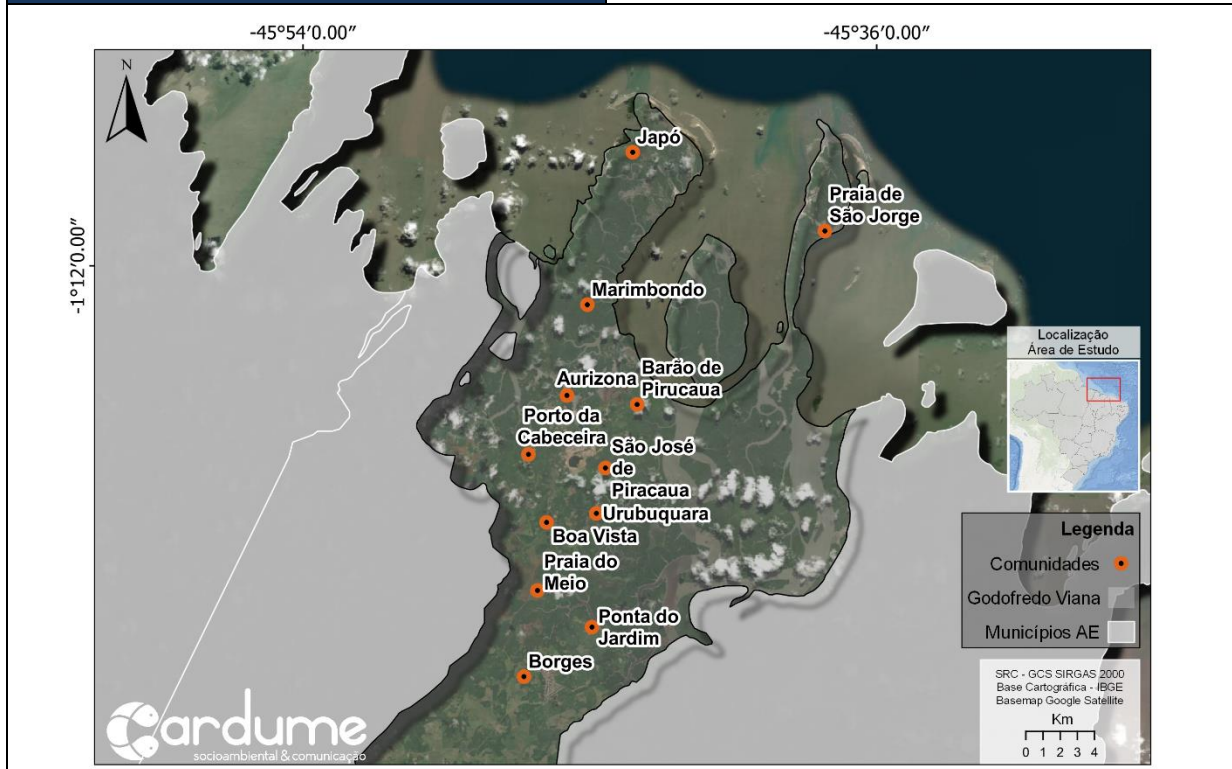 -45°54′0.00″
-45°36′0.00″
N
-1°12′0.00″
Japó
Praia de
São Jorge
Marimbondo
Aurizona
Barão de
Pirucaua
Porto da
Cabeceira
São José
de
Piracaua
Urubuquara
Boa Vista
Praia do
Meio
Ponta do
Jardim
Borges
Localização
Área de Estudo
Legenda
Comunidades
Godofredo Viana
Municípios AE
SRC - GCS SIRGAS 2000
Base Cartográfica - IBGE
Basemap Google Satellite
Km
0 1 2 3 4
Cardume
socioambiental & comunicação